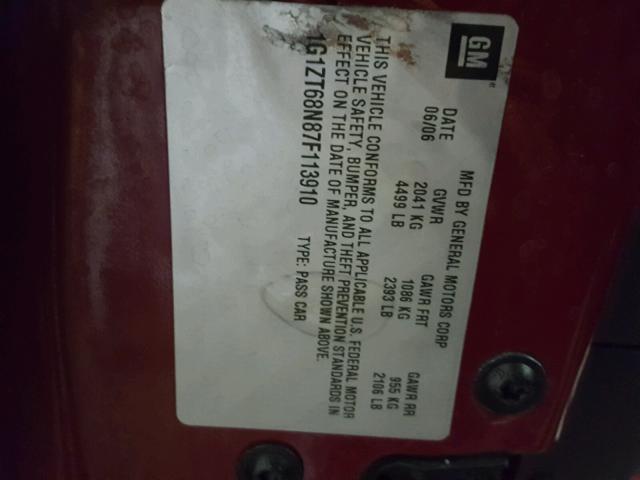 GM
MFD BY GENERAL MOTORS CORP
DATE GVWR GAWR FRT GAWR RR
06/06 2041 KG 1086 KG 955 KG
4499 LB 2393 LB 2106 LB
THIS VEHICLE CONFORMS TO ALL APPLICABLE U.S. FEDERAL MOTOR
VEHICLE SAFETY, BUMPER, AND THEFT PREVENTION STANDARDS IN
EFFECT ON THE DATE OF MANUFACTURE SHOWN ABOVE.
1G1ZT68N87F113910 TYPE: PASS CAR